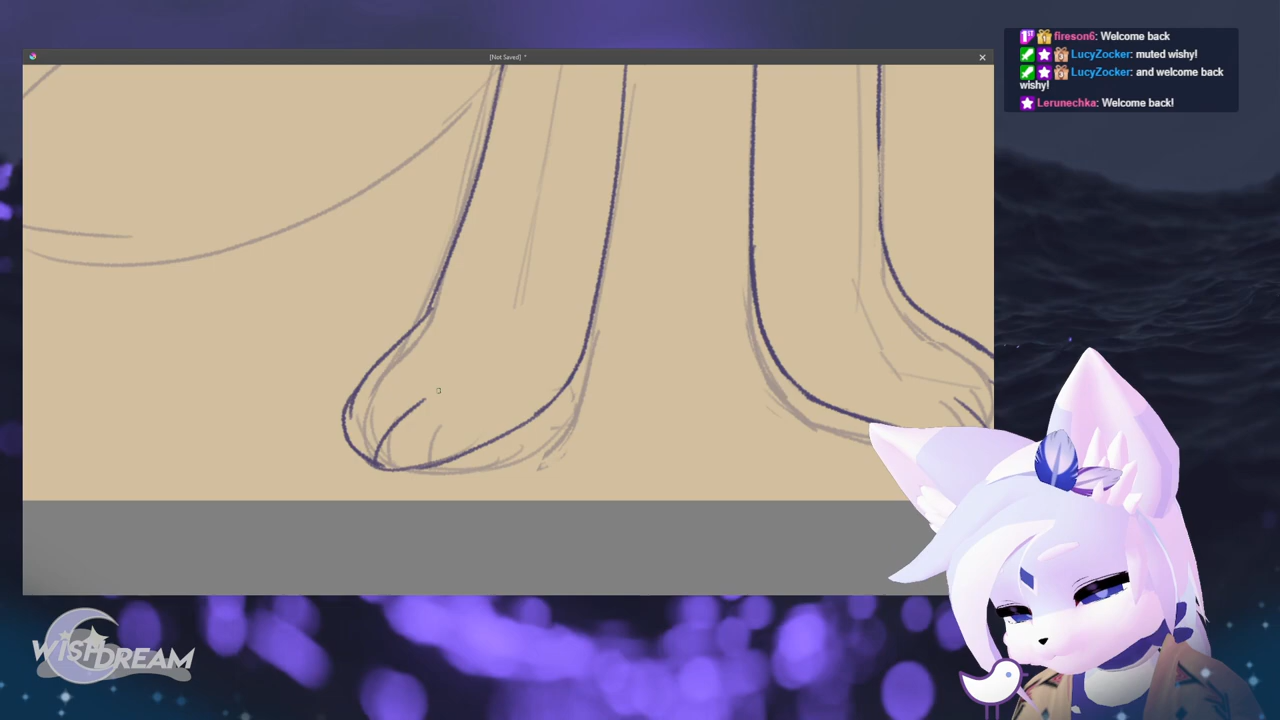 [Not Saved] *
fireson6: Welcome back
LucyZocker: muted wishy!
LucyZocker: and welcome back
wishy!
Lerunechka: Welcome back!
WISHDREAM